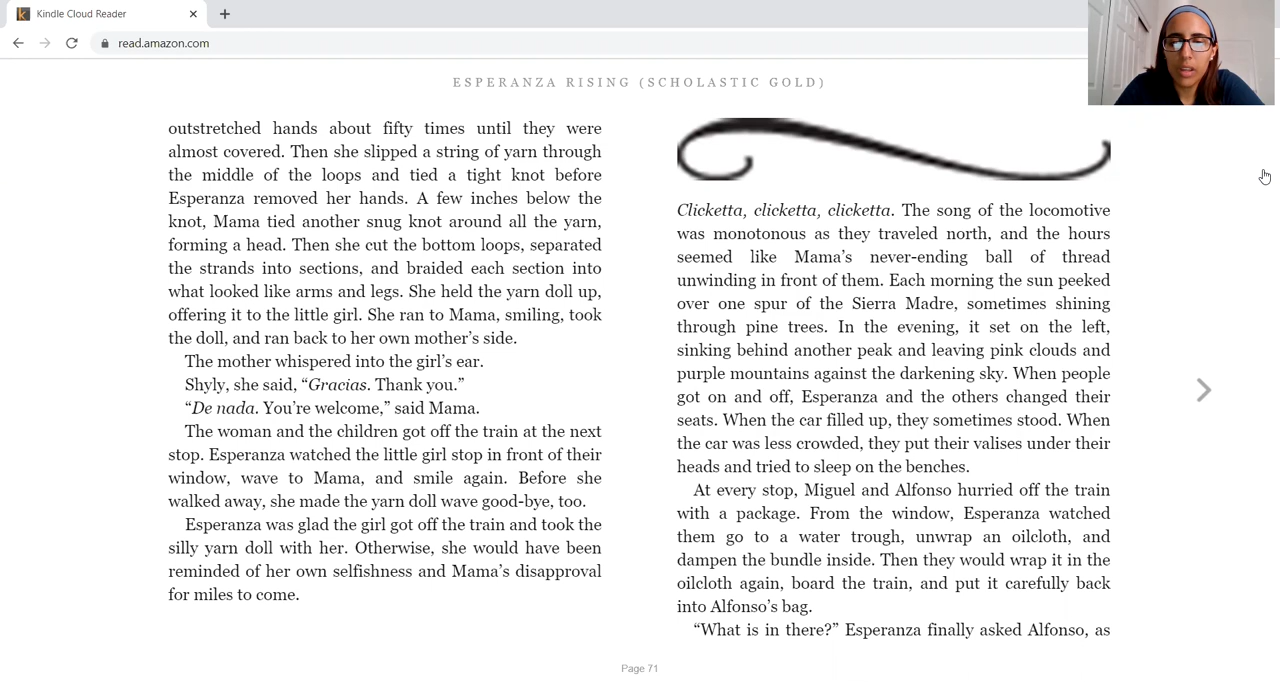 Kindle Cloud Reader
read.amazon.com
ESPERANZA RISING (SCHOLASTIC GOLD)
outstretched hands about fifty times until they were
almost covered. Then she slipped a string of yarn through
the middle of the loops and tied a tight knot before
Esperanza removed her hands. A few inches below the
knot, Mama tied another snug knot around all the yarn,
forming a head. Then she cut the bottom loops, separated
the strands into sections, and braided each section into
what looked like arms and legs. She held the yarn doll up,
offering it to the little girl. She ran to Mama, smiling, took
the doll, and ran back to her own mother’s side.
The mother whispered into the girl’s ear.
Shyly, she said, “Gracias. Thank you.”
“De nada. You’re welcome,” said Mama.
The woman and the children got off the train at the next
stop. Esperanza watched the little girl stop in front of their
window, wave to Mama, and smile again. Before she
walked away, she made the yarn doll wave good-bye, too.
Esperanza was glad the girl got off the train and took the
silly yarn doll with her. Otherwise, she would have been
reminded of her own selfishness and Mama’s disapproval
for miles to come.
Clicketta, clicketta, clicketta. The song of the locomotive
was monotonous as they traveled north, and the hours
seemed like Mama’s never-ending ball of thread
unwinding in front of them. Each morning the sun peeked
over one spur of the Sierra Madre, sometimes shining
through pine trees. In the evening, it set on the left,
sinking behind another peak and leaving pink clouds and
purple mountains against the darkening sky. When people
got on and off, Esperanza and the others changed their
seats. When the car filled up, they sometimes stood. When
the car was less crowded, they put their valises under their
heads and tried to sleep on the benches.
At every stop, Miguel and Alfonso hurried off the train
with a package. From the window, Esperanza watched
them go to a water trough, unwrap an oilcloth, and
dampen the bundle inside. Then they would wrap it in the
oilcloth again, board the train, and put it carefully back
into Alfonso’s bag.
“What is in there?” Esperanza finally asked Alfonso, as
Page 71